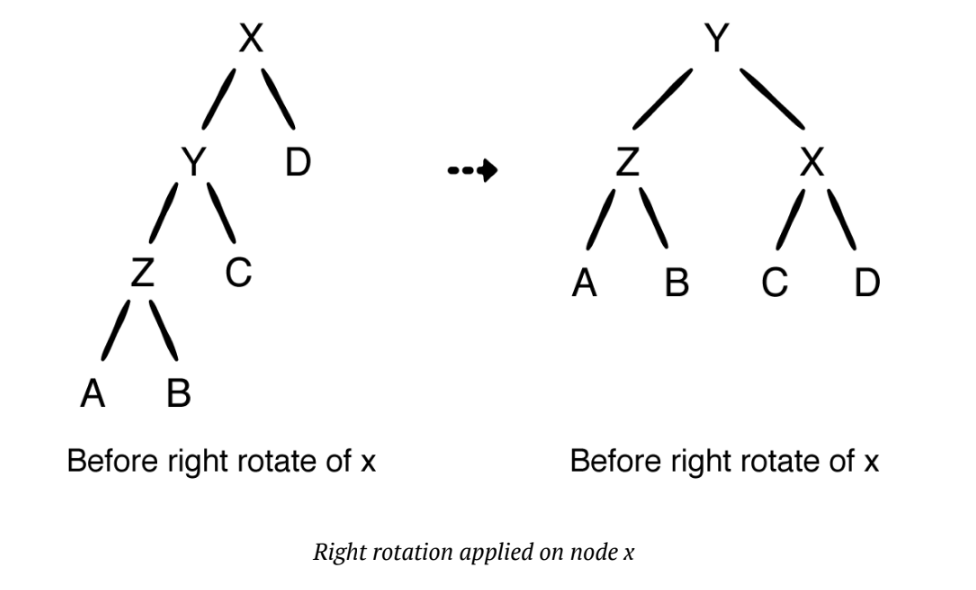 X Y
Y D Z X
Z C A B C D
A B
Before right rotate of x Before right rotate of x
Right rotation applied on node x